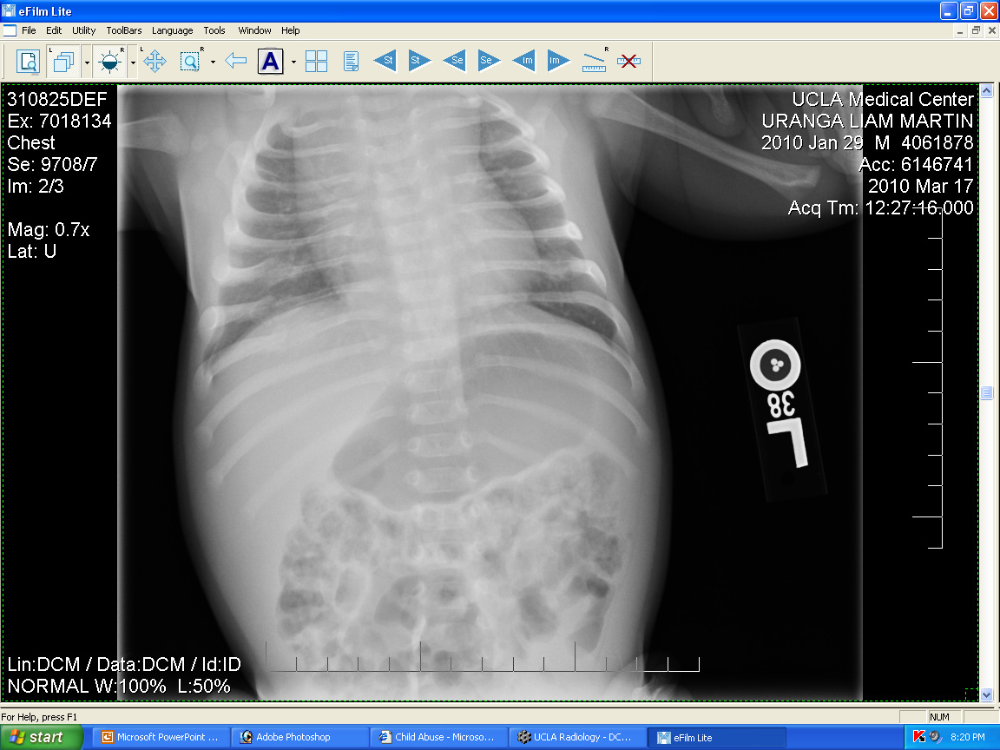 eFilm Lite
File Edit Utility ToolBars Language Tools Window Help
L R L R A St St Se Se Im Im R
310825DEF
Ex: 7018134
Chest
Se: 9708/7
Im: 2/3
Mag: 0.7x
Lat: U
UCLA Medical Center
URANGA LIAM MARTIN
2010 Jan 29 M 4061878
Acc: 6146741
2010 Mar 17
Acq Tm: 12:27:16.000
38
L
Lin:DCM / Data:DCM / Id:ID
NORMAL W:100% L:50%
For Help, press F1
NUM
start
Microsoft PowerPoint ...
Adobe Photoshop
Child Abuse - Microso...
UCLA Radiology - DC...
eFilm Lite
8:20 PM